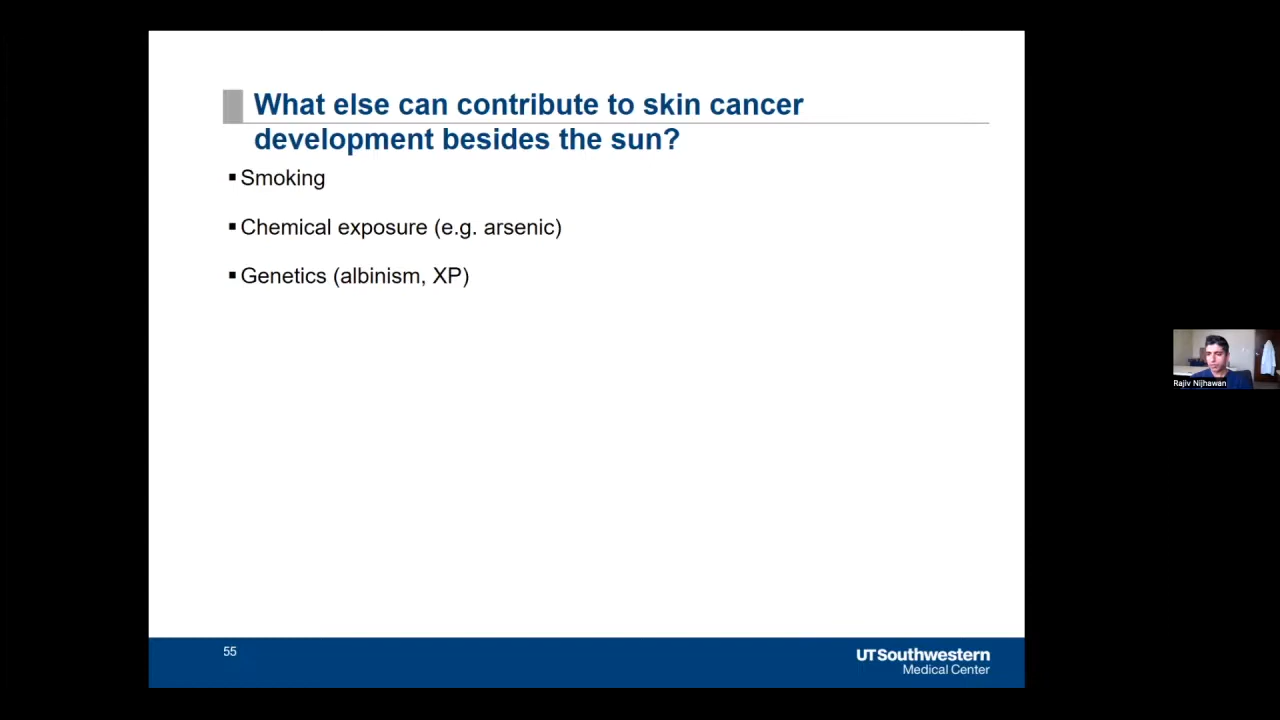 What else can contribute to skin cancer
development besides the sun?
▪ Smoking
▪ Chemical exposure (e.g. arsenic)
▪ Genetics (albinism, XP)
Rajiv Nijhawan
55
UTSouthwestern
Medical Center